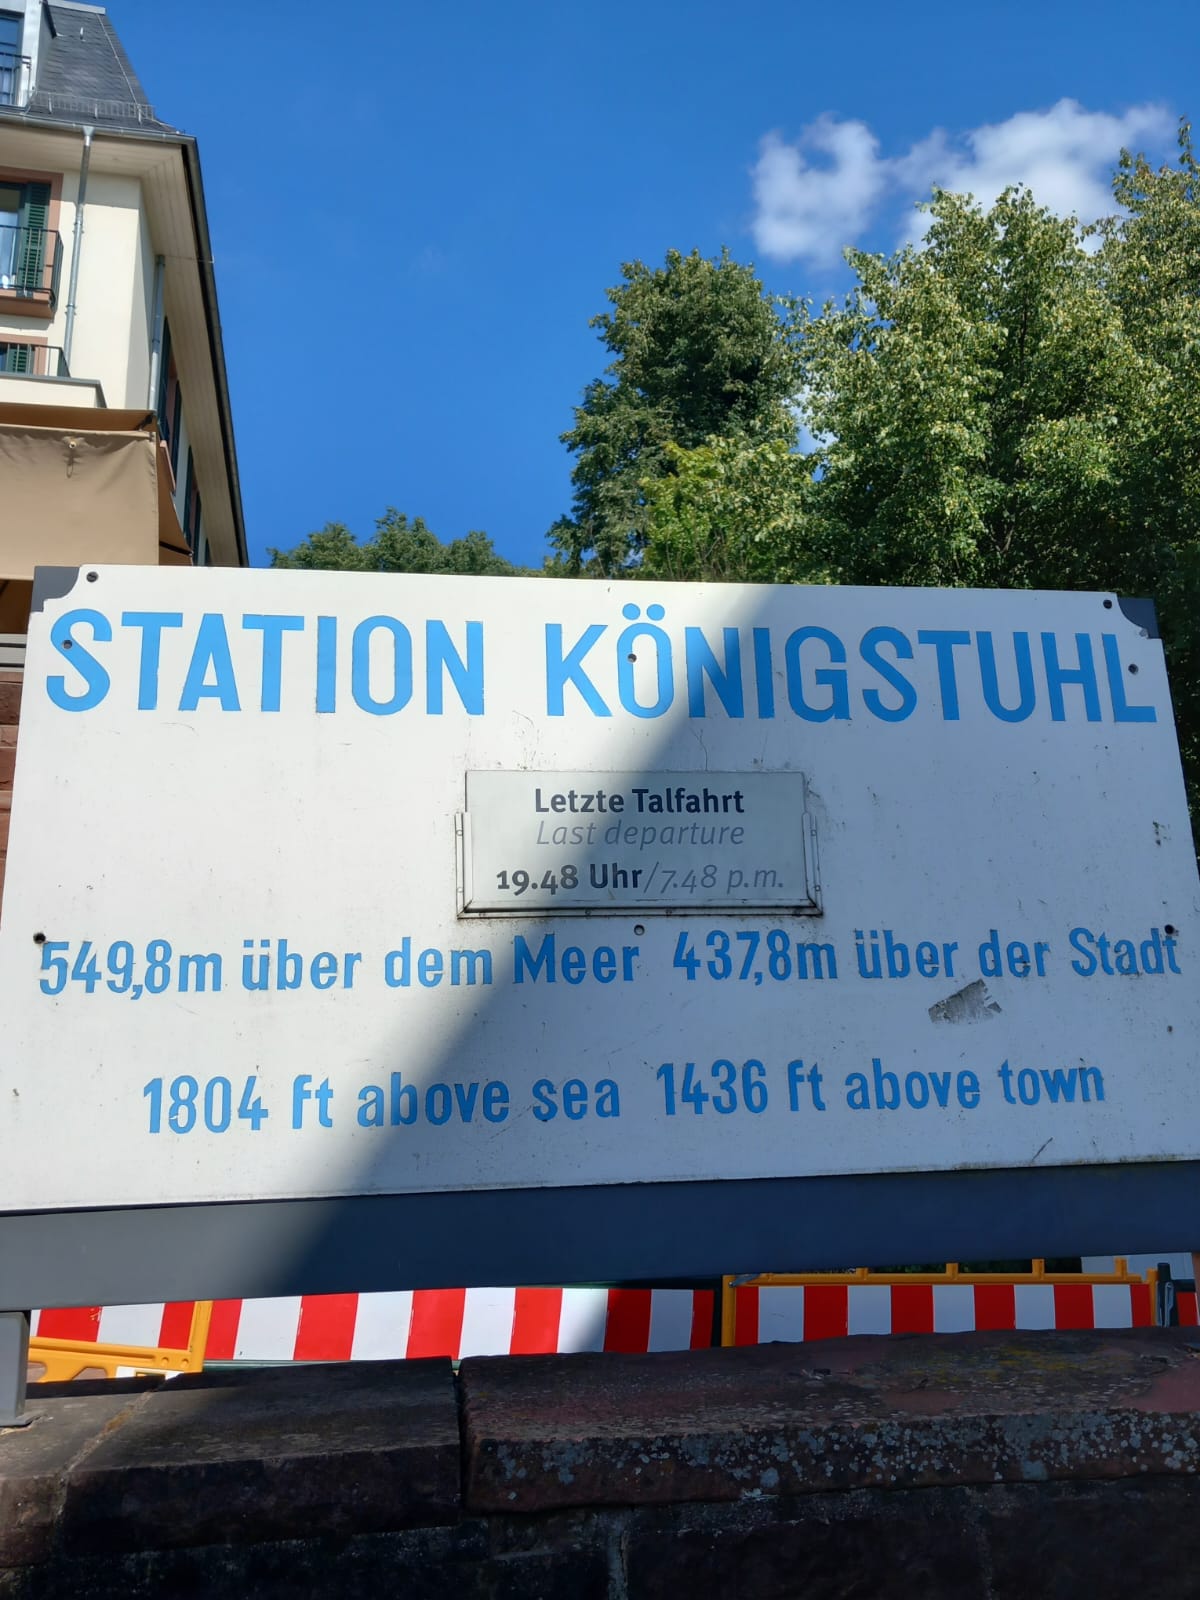 STATION KÖNIGSTUHL
Letzte Talfahrt
Last departure
19.48 Uhr/7.48 p.m.
549,8m über dem Meer 437,8m über der Stadt
1804 ft above sea 1436 ft above town